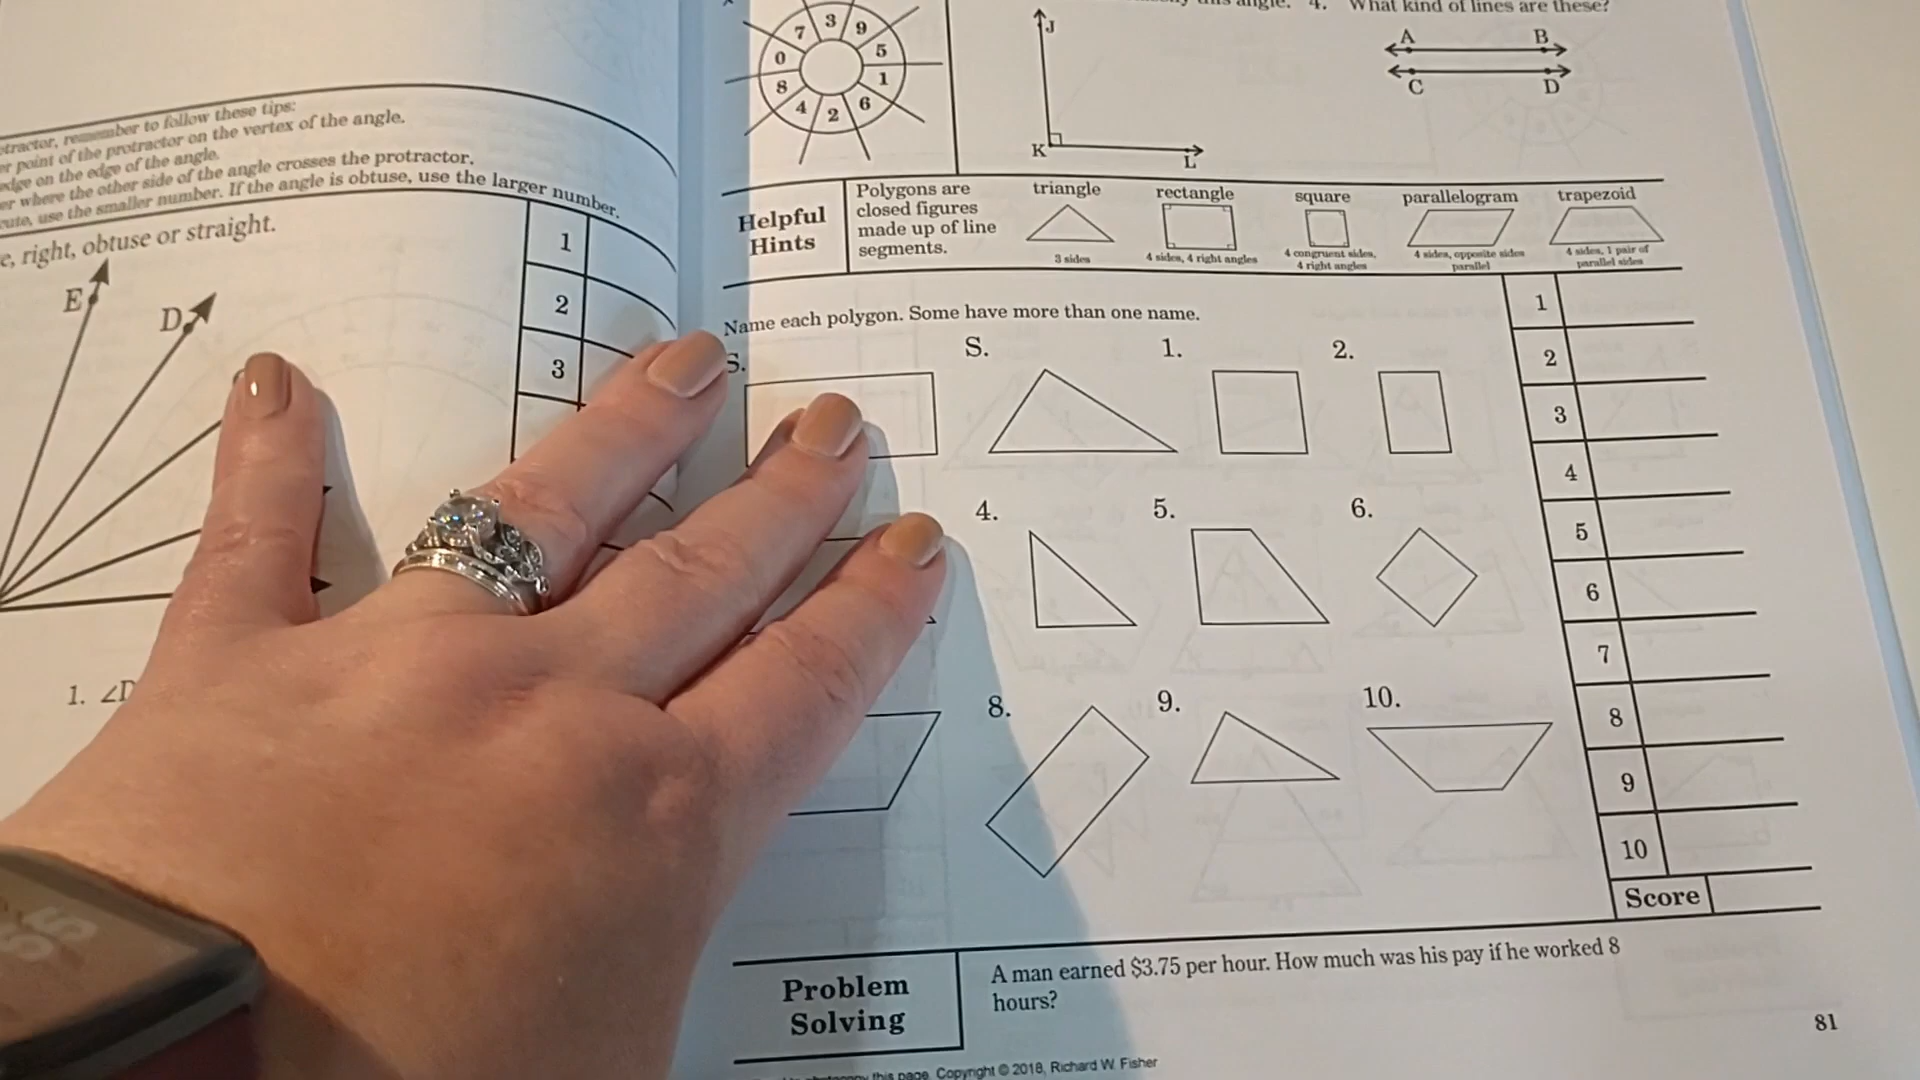 tractor, remember to follow these tips:
point of the protractor on the vertex of the angle.
edge on the edge of the angle.
where the other side of the angle crosses the protractor.
use the smaller number. If the angle is obtuse, use the larger number.
right, obtuse or straight.
E
D
1
2
3
1. ∠D
7 3 9
0 5
8 1
4 2 6
angle.
4. What kind of lines are these?
J
K
L
A B
C D
Helpful
Hints
Polygons are
closed figures
made up of line
segments.
triangle
3 sides
rectangle
4 sides, 4 right angles
square
4 congruent sides,
4 right angles
parallelogram
4 sides, opposite sides
parallel
trapezoid
4 sides, 1 pair of
parallel sides
Name each polygon. Some have more than one name.
S. S. 1. 2.
4. 5. 6.
8. 9. 10.
1
2
3
4
5
6
7
8
9
10
Score
Problem
Solving
A man earned $3.75 per hour. How much was his pay if he worked 8
hours?
81
this page. Copyright © 2018, Richard W. Fisher